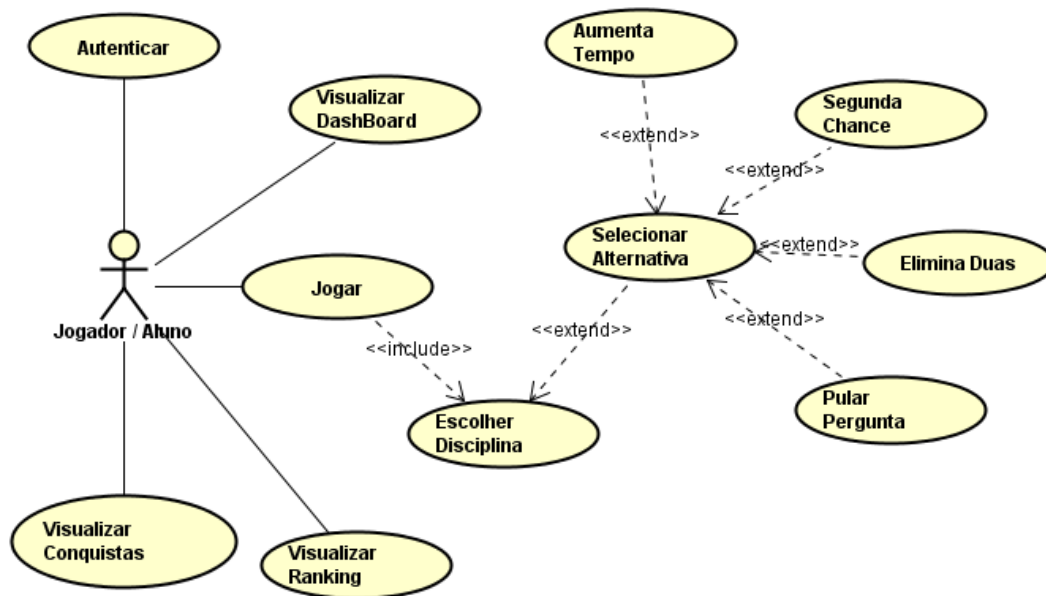 Autenticar
Aumenta
Tempo
Visualizar
DashBoard
Segunda
Chance
<<extend>>
<<extend>>
Selecionar
Alternativa
<<extend>>
Elimina Duas
Jogar
Jogador / Aluno
<<include>>
<<extend>>
<<extend>>
Escolher
Disciplina
Pular
Pergunta
Visualizar
Conquistas
Visualizar
Ranking